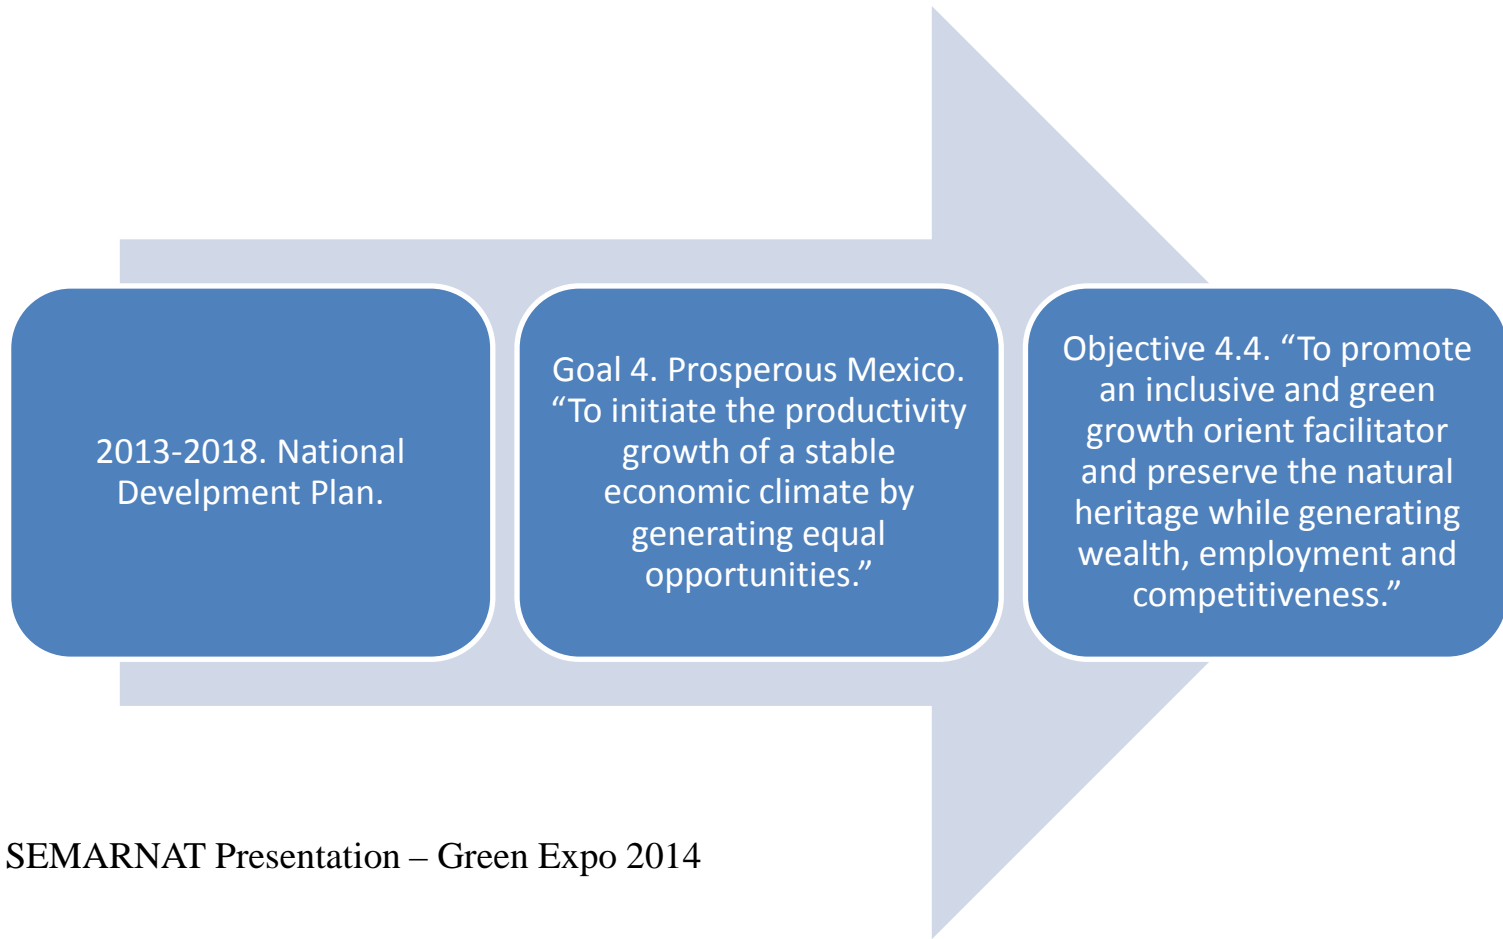 2013-2018. National
Develpment Plan.
Goal 4. Prosperous Mexico.
“To initiate the productivity
growth of a stable
economic climate by
generating equal
opportunities.”
Objective 4.4. “To promote
an inclusive and green
growth orient facilitator
and preserve the natural
heritage while generating
wealth, employment and
competitiveness.”
SEMARNAT Presentation – Green Expo 2014